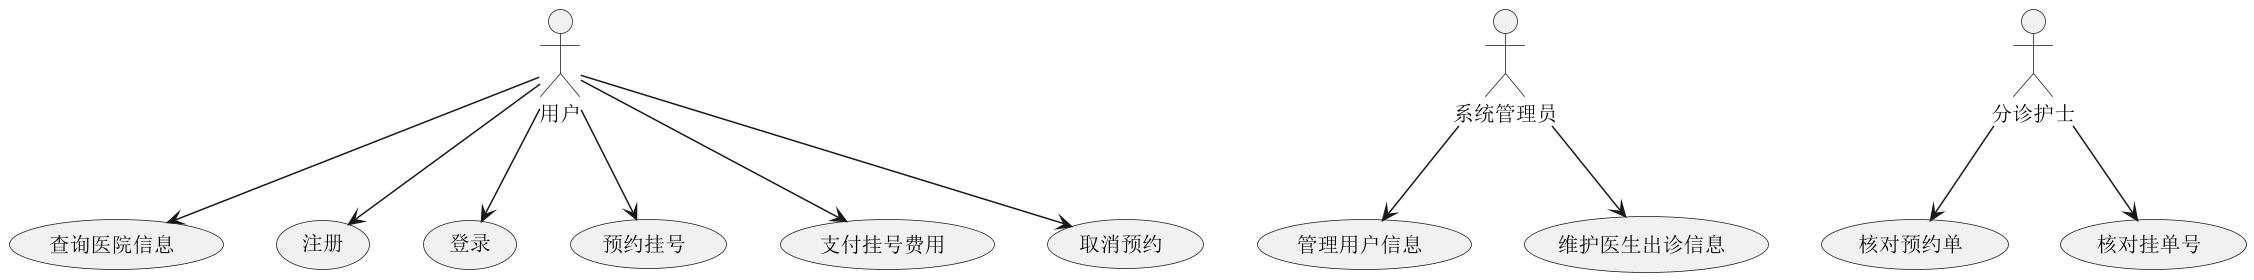 用户
系统管理员
分诊护士
查询医院信息
注册
登录
预约挂号
支付挂号费用
取消预约
管理用户信息
维护医生出诊信息
核对预约单
核对挂单号